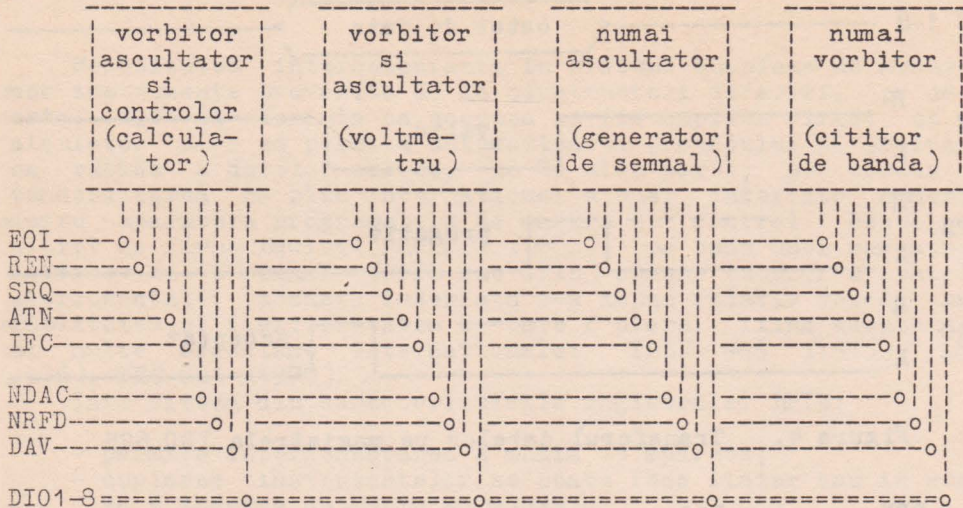 vorbitor
ascultator
si
controlor
(calcula-
tor)
vorbitor
si
ascultator
(voltme-
tru)
numai
ascultator
(generator
de semnal)
numai
vorbitor
(cititor
de banda)
EOI
REN
SRQ
ATN
IFC
NDAC
NRFD
DAV
DIO1-8